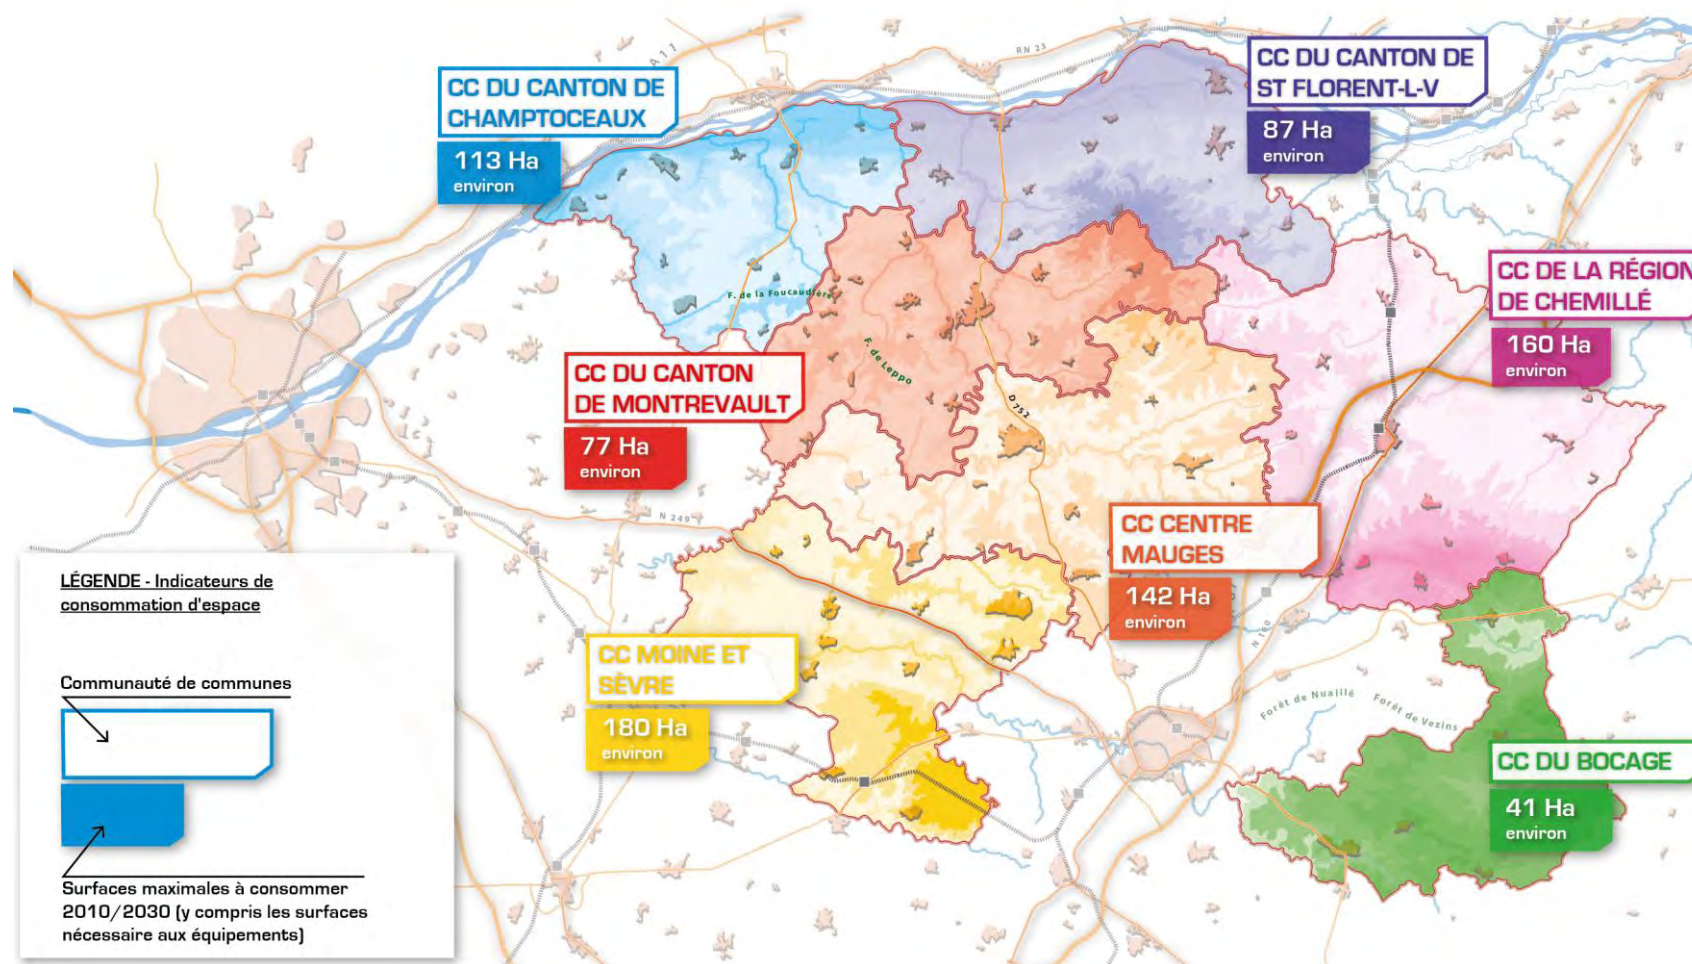 A 11
RN 23
CC DU CANTON DE
CHAMPTOCEAUX
113 Ha
environ
CC DU CANTON DE
ST FLORENT-L-V
87 Ha
environ
CC DE LA RÉGION
DE CHEMILLÉ
160 Ha
environ
F. de la Foucaudière
F. de Leppo
CC DU CANTON
DE MONTREVAULT
77 Ha
environ
D 752
N 249
CC CENTRE
MAUGES
142 Ha
environ
N 160
CC MOINE ET
SÈVRE
180 Ha
environ
Forêt de Nuaillé
Forêt de Vezins
CC DU BOCAGE
41 Ha
environ
LÉGENDE - Indicateurs de
consommation d'espace
Communauté de communes
Surfaces maximales à consommer
2010/2030 (y compris les surfaces
nécessaire aux équipements)